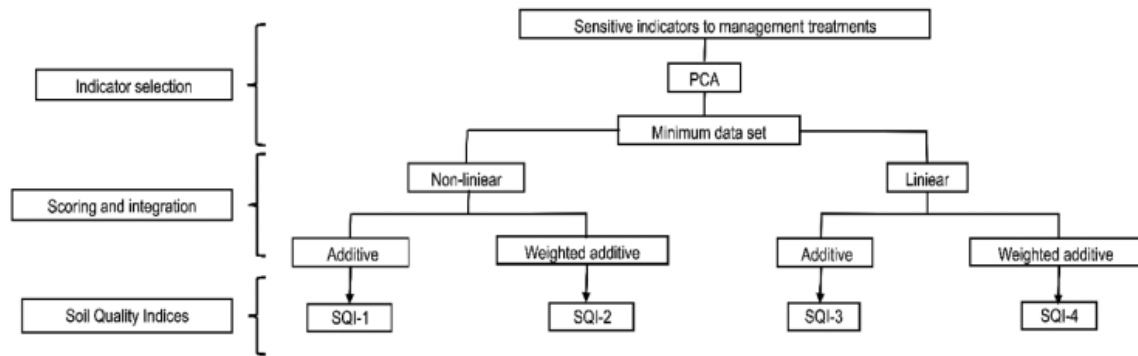 Sensitive indicators to management treatments
Indicator selection
PCA
Minimum data set
Non-liniear
Liniear
Scoring and integration
Additive
Weighted additive
Additive
Weighted additive
Soil Quality Indices
SQI-1
SQI-2
SQI-3
SQI-4